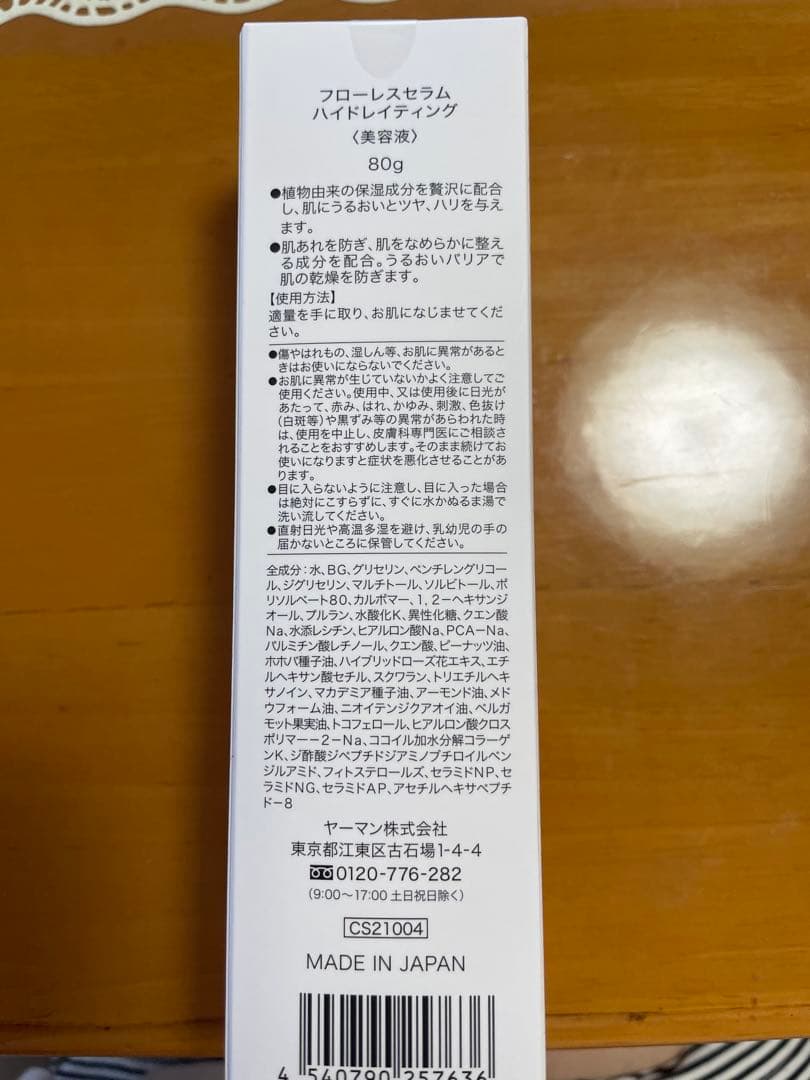 フローレスセラム
ハイドレイティング
〈美容液〉
80g
●植物由来の保湿成分を贅沢に配合
し、肌にうるおいとツヤ、ハリを与え
ます。
●肌あれを防ぎ、肌をなめらかに整え
る成分を配合。うるおいバリアで
肌の乾燥を防ぎます。
【使用方法】
適量を手に取り、お肌になじませてくだ
さい。
●傷やはれもの、湿しん等、お肌に異常があると
きはお使いにならないでください。
●お肌に異常が生じていないかよく注意してご
使用ください。使用中、又は使用後に日光が
あたって、赤み、はれ、かゆみ、刺激、色抜け
(白斑等)や黒ずみ等の異常があらわれた時
は、使用を中止し、皮膚科専門医にご相談さ
れることをおすすめします。そのまま続けてお
使いになりますと症状を悪化させることがあ
ります。
●目に入らないように注意し、目に入った場合
は絶対にこすらずに、すぐに水かぬるま湯で
洗い流してください。
●直射日光や高温多湿を避け、乳幼児の手の
届かないところに保管してください。
全成分:水、BG、グリセリン、ペンチレングリコー
ル、ジグリセリン、マルチトール、ソルビトール、ポ
リソルベート80、カルボマー、1,2-ヘキサンジ
オール、プルラン、水酸化K、異性化糖、クエン酸
Na、水添レシチン、ヒアルロン酸Na、PCA-Na、
パルミチン酸レチノール、クエン酸、ピーナッツ油、
ホホバ種子油、ハイブリッドローズ花エキス、エチ
ルヘキサン酸セチル、スクワラン、トリエチルヘキ
サノイン、マカデミア種子油、アーモンド油、メド
ウフォーム油、ニオイテンジクアオイ油、ベルガ
モット果実油、トコフェロール、ヒアルロン酸クロス
ポリマー-2-Na、ココイル加水分解コラーゲ
ンK、ジ酢酸ジペプチドジアミノブチロイルベン
ジルアミド、フィトステロールズ、セラミドNP、セ
ラミドNG、セラミドAP、アセチルヘキサペプチ
ド-8
ヤーマン株式会社
東京都江東区古石場1-4-4
0120-776-282
(9:00〜17:00 土日祝日除く)
CS21004
MADE IN JAPAN
4 540790 257636